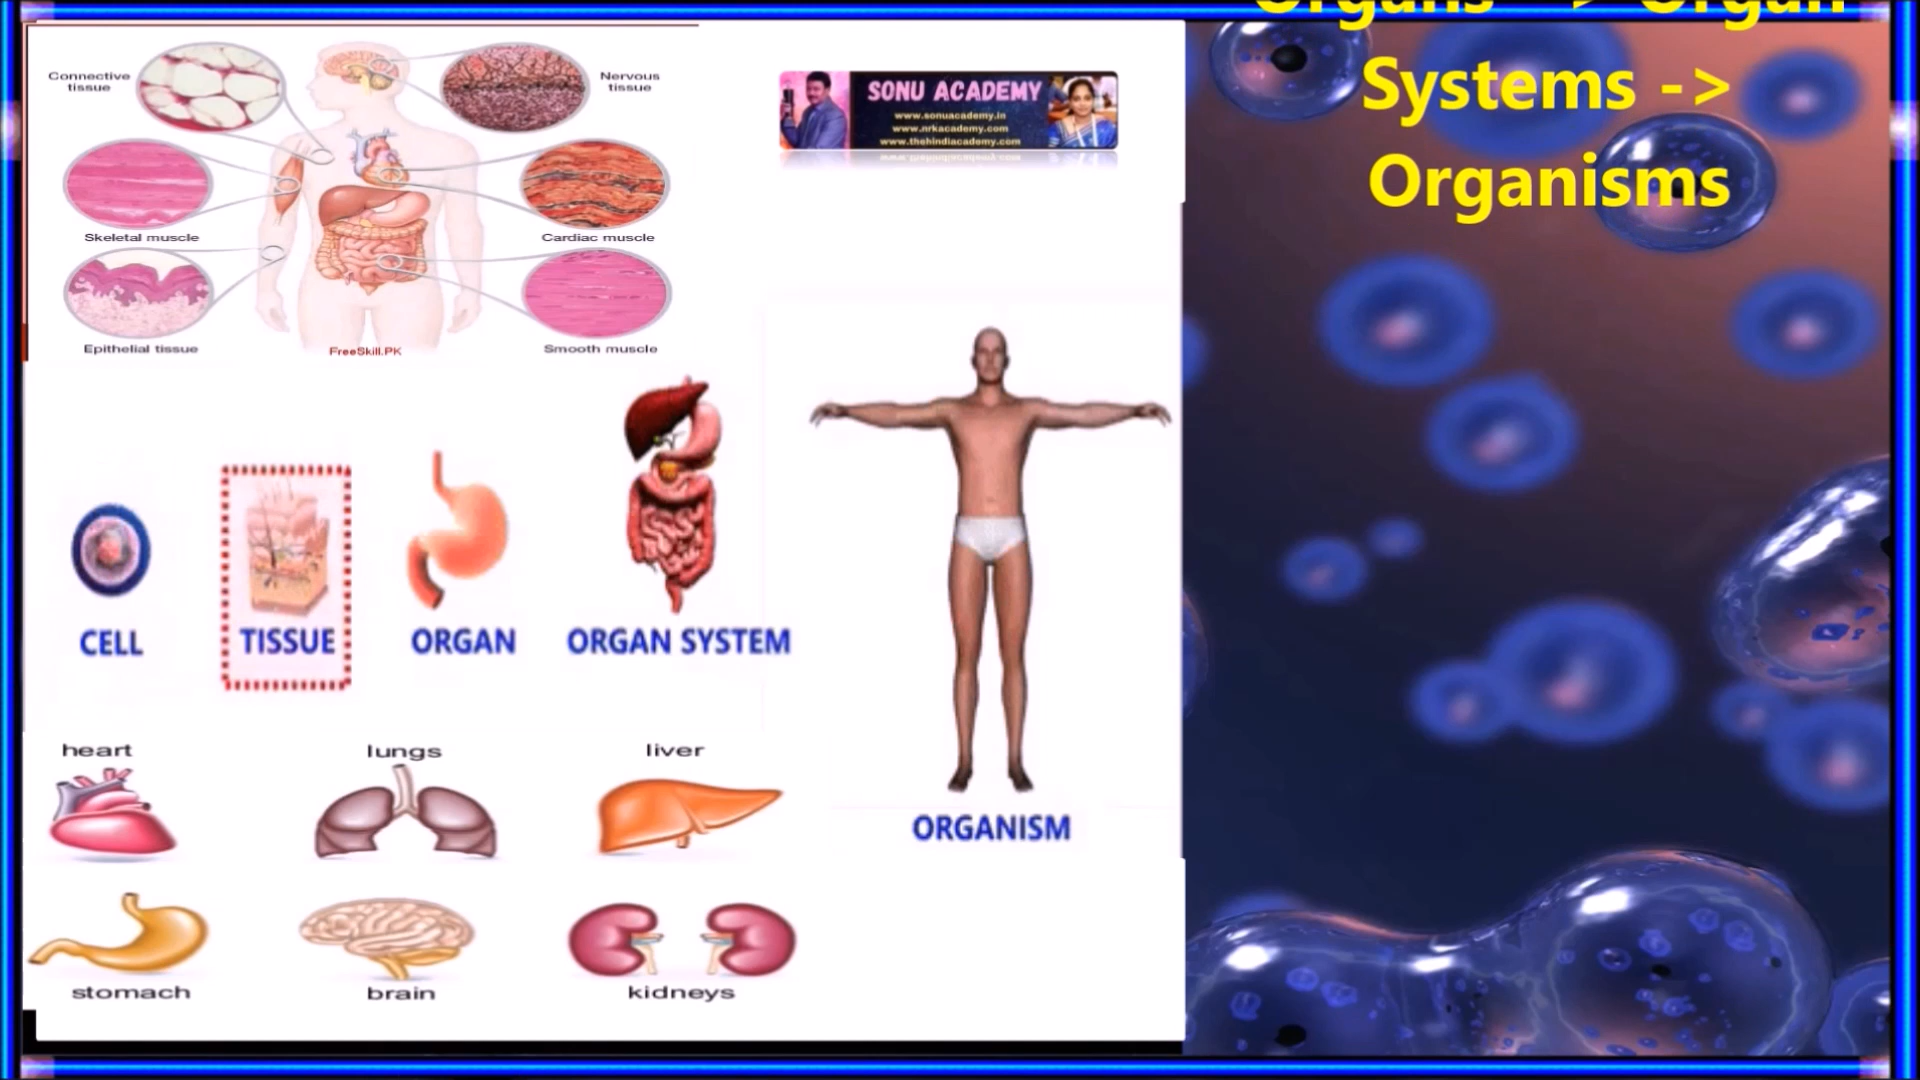 Organs -> Organ
Systems ->
Organisms
Connective
tissue
Nervous
tissue
SONU ACADEMY
www.sonuacademy.in
www.nrkacademy.com
www.thehindiacademy.com
Skeletal muscle
Cardiac muscle
Epithelial tissue
FreeSkill.PK
Smooth muscle
CELL
TISSUE
ORGAN
ORGAN SYSTEM
ORGANISM
heart
lungs
liver
stomach
brain
kidneys